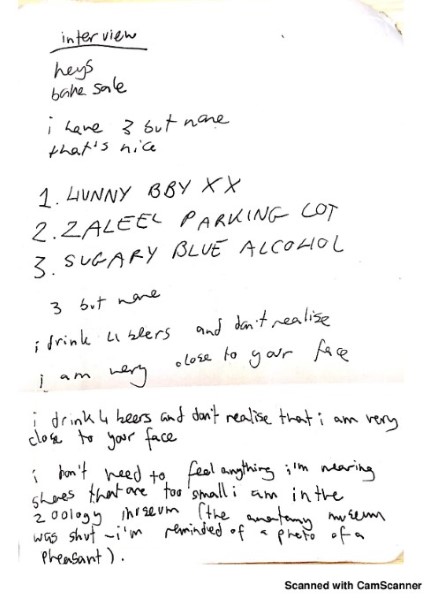 interview
heys
bake sale
i have 3 but none
that's nice
1. HUNNY BBY XX
2. ZALEEL PARKING LOT
3. SUGARY BLUE ALCOHOL
3 but none
i drink 4 beers and don't realise
i am very close to your face
i drink 4 beers and don't realise that i am very
close to your face
i don't need to feel anything i'm wearing
shoes that are too small i am in the
zoology museum (the anatomy museum
was shut - i'm reminded of a photo of a
pheasant).
Scanned with CamScanner